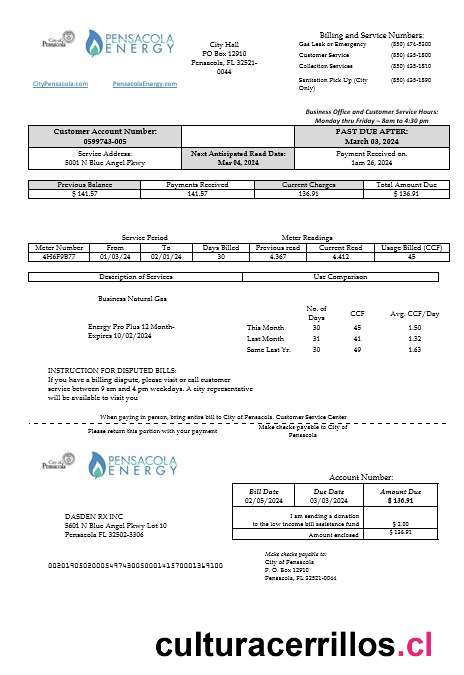 City of
Pensacola
PENSACOLA
ENERGY
CityPensacola.com PensacolaEnergy.com
City Hall
PO Box 12910
Pensacola, FL 32521-
0044
Billing and Service Numbers:
Gas Leak or Emergency (850) 474-5300
Customer Service (850) 435-1800
Collection Services (850) 435-1810
Sanitation Pick Up (City (850) 435-1890
Only)
Business Office and Customer Service Hours:
Monday thru Friday – 8am to 4:30 pm
Customer Account Number: PAST DUE AFTER:
0599743-005 March 03, 2024
Service Address: Next Anticipated Read Date: Payment Received on.
5001 N Blue Angel Pkwy Mar 04, 2024 1am 26, 2024
Previous Balance Payments Received Current Charges Total Amount Due
$ 141.57 141.57 136.91 $ 136.91
Service Period Meter Readings
Meter Number From To Days Billed Previous read Current Read Usage Billed (CCF)
4H6F9B77 01/03/24 02/01/24 30 4.367 4.412 45
Description of Services Use Comparison
Business Natural Gas
No. of
Days CCF Avg. CCF/Day
Energy Pro Plus 12 Month-
Expires 10/02/2024
This Month 30 45 1.50
Last Month 31 41 1.32
Same Last Yr. 30 49 1.63
INSTRUCTION FOR DISPUTED BILLS:
If you have a billing dispute, please visit or call customer
service between 9 am and 4 pm weekdays. A city representative
will be available to visit you
When paying in person, bring entire bill to City of Pensacola. Customer Service Center
Please return this portion with your payment
Make checks payable to City of
Pensacola
City of
Pensacola
PENSACOLA
ENERGY
Account Number:
Bill Date Due Date Amount Due
02/05/2024 03/03/2024 $ 136.91
I am sending a donation
to the low income bill assistance fund $ 2.00
Amount enclosed $ 136.91
DASDEN RX INC
5601 N Blue Angel Pkwy Lot 10
Pensacola FL 32502-3306
Make checks payable to:
City of Pensacola
P. O. Box 12910
Pensacola, FL 32521-0044
culturacerrillos.cl